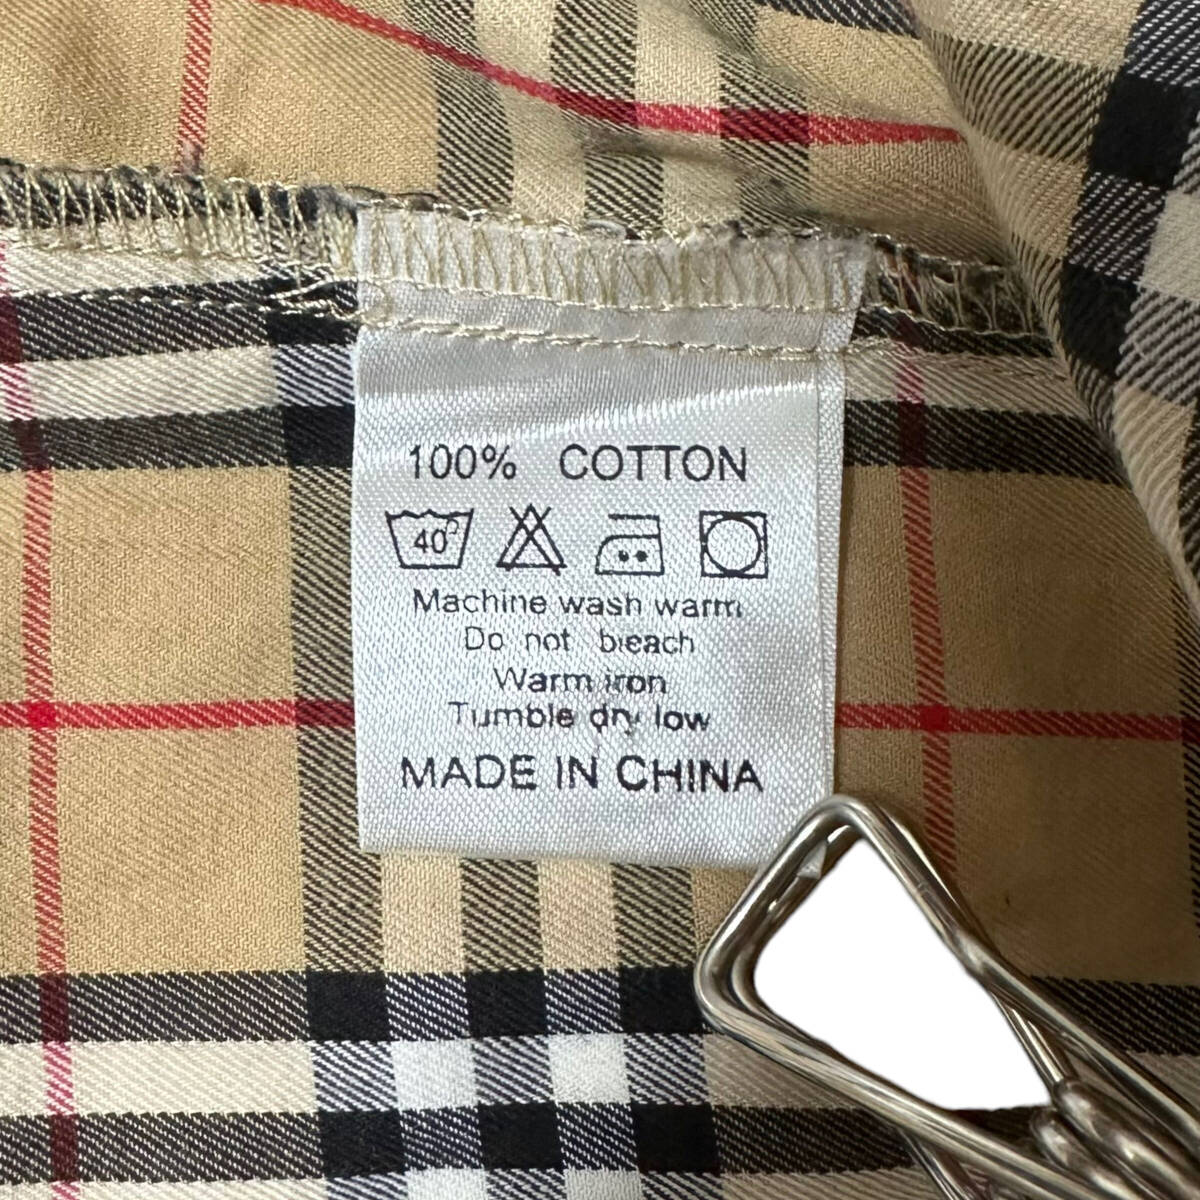 100% COTTON
40°
Machine wash warm
Do not bleach
Warm iron
Tumble dry low
MADE IN CHINA